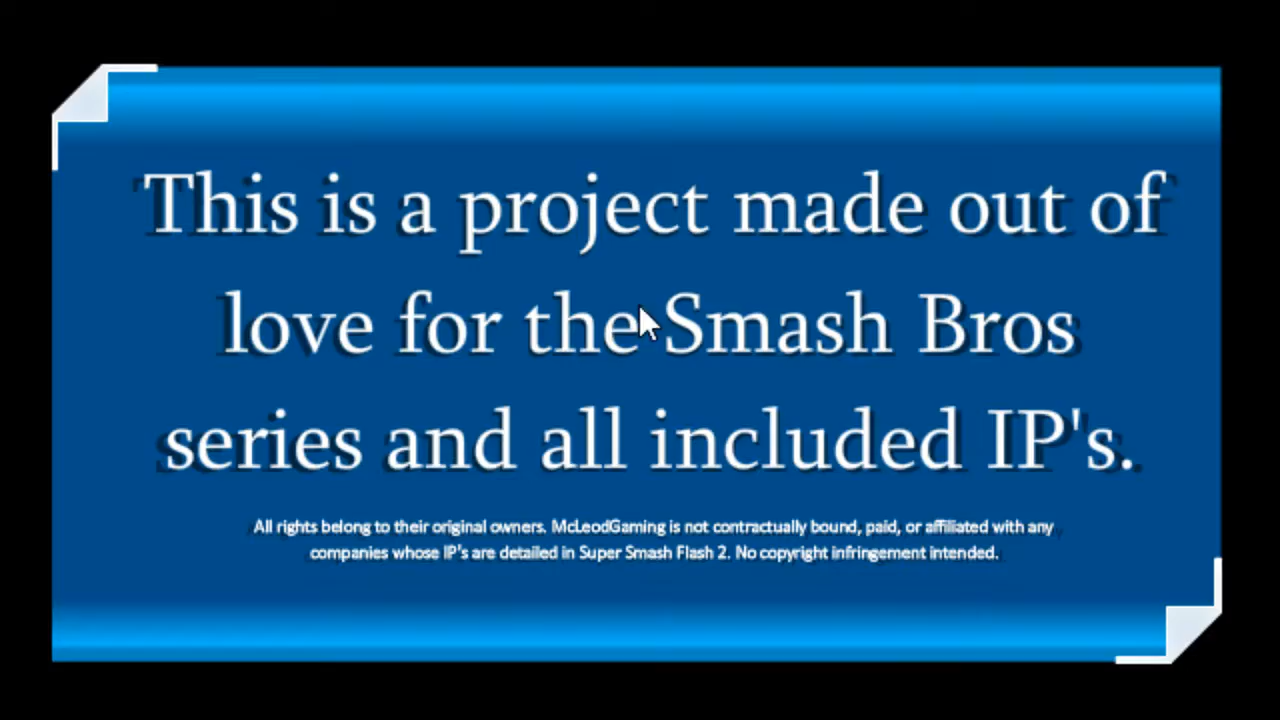 This is a project made out of
love for the Smash Bros
series and all included IP's.
All rights belong to their original owners. McLeodGaming is not contractually bound, paid, or affiliated with any
companies whose IP's are detailed in Super Smash Flash 2. No copyright infringement intended.